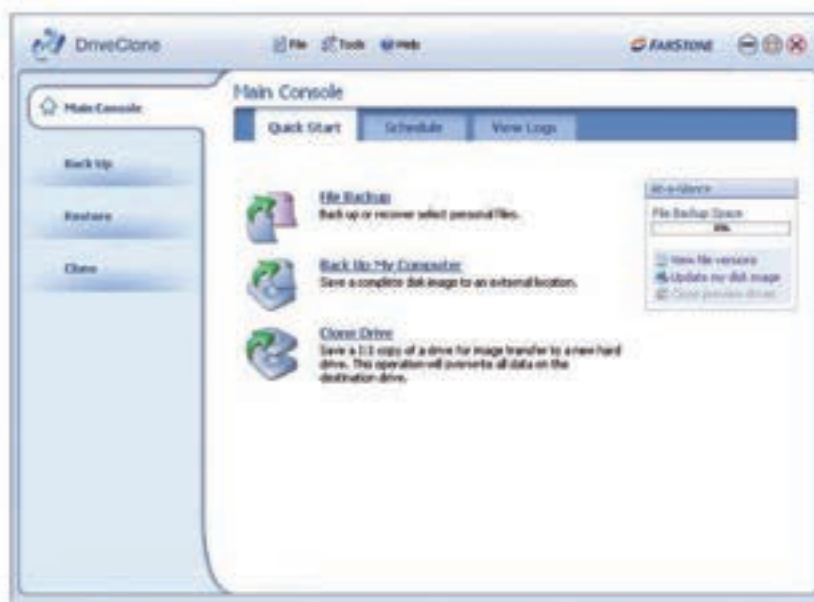 DriveClone
File Tools Help
FARSTONE
Main Console
Back Up
Restore
Clone
Main Console
Quick Start Schedule View Logs
File Backup
Back up or recover select personal files.
Back Up My Computer
Save a complete disk image to an external location.
Clone Drive
Save a 1:1 copy of a drive for image transfer to a new hard
drive. This operation will overwrite all data on the
destination drive.
At-a-Glance
File Backup Space
View file versions
Update my disk image